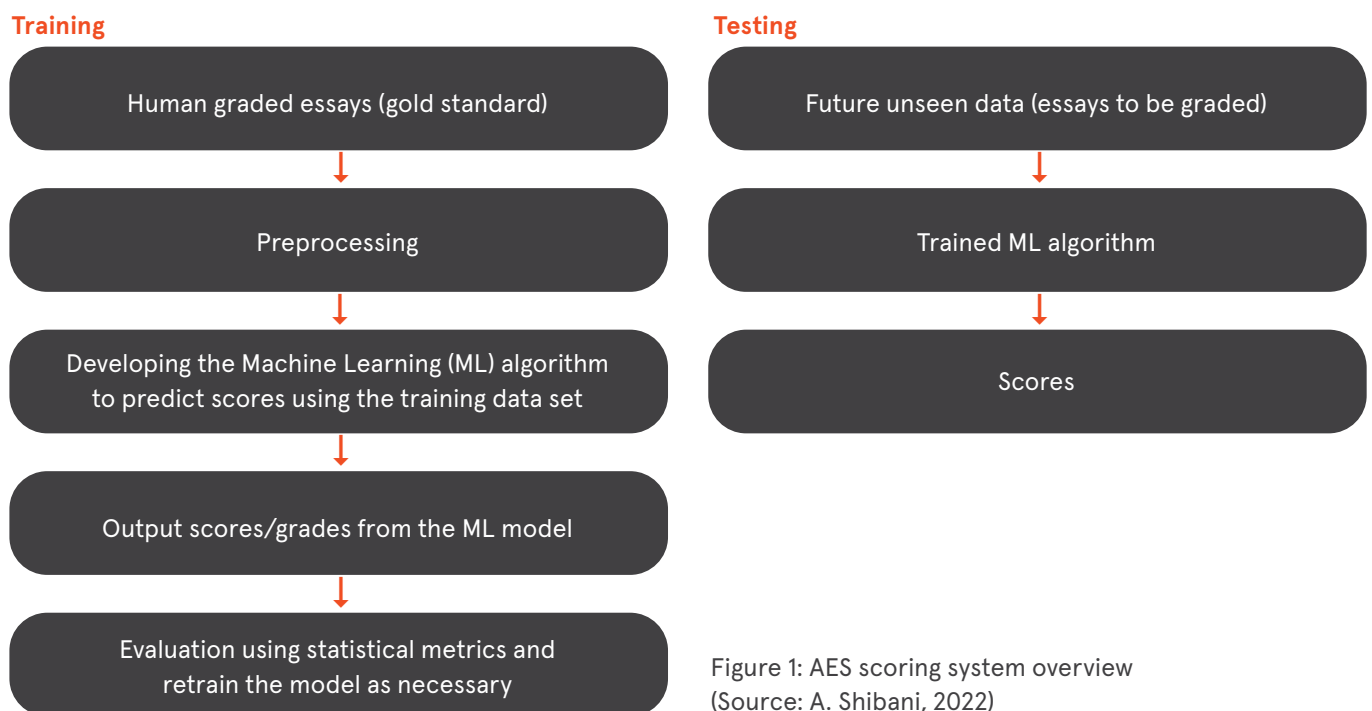 Training
Human graded essays (gold standard)
Preprocessing
Developing the Machine Learning (ML) algorithm
to predict scores using the training data set
Output scores/grades from the ML model
Evaluation using statistical metrics and
retrain the model as necessary
Testing
Future unseen data (essays to be graded)
Trained ML algorithm
Scores
Figure 1: AES scoring system overview
(Source: A. Shibani, 2022)